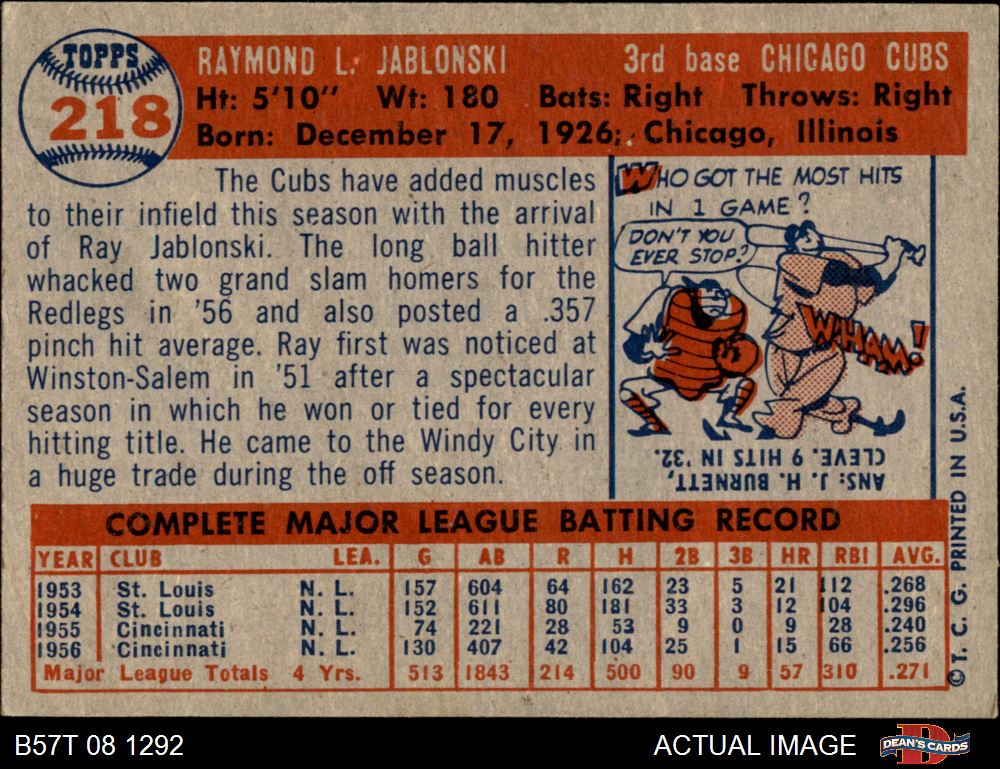 TOPPS
218
RAYMOND L. JABLONSKI 3rd base CHICAGO CUBS
Ht: 5'10" Wt: 180 Bats: Right Throws: Right
Born: December 17, 1926; Chicago, Illinois
The Cubs have added muscles
to their infield this season with the arrival
of Ray Jablonski. The long ball hitter
whacked two grand slam homers for the
Redlegs in '56 and also posted a .357
pinch hit average. Ray first was noticed at
Winston-Salem in '51 after a spectacular
season in which he won or tied for every
hitting title. He came to the Windy City in
a huge trade during the off season.
WHO GOT THE MOST HITS
IN 1 GAME?
DON'T YOU
EVER STOP?
WHAM!
ANS: J. H. BURNETT,
CLEVE. 9 HITS IN '32.
COMPLETE MAJOR LEAGUE BATTING RECORD
YEAR CLUB LEA. G AB R H 2B 3B HR RBI AVG.
1953 St. Louis N. L. 157 604 64 162 23 5 21 112 .268
1954 St. Louis N. L. 152 611 80 181 33 3 12 104 .296
1955 Cincinnati N. L. 74 221 28 53 9 0 9 28 .240
1956 Cincinnati N. L. 130 407 42 104 25 1 15 66 .256
Major League Totals 4 Yrs. 513 1843 214 500 90 9 57 310 .271
© T. C. G. PRINTED IN U.S.A.
B57T 08 1292 ACTUAL IMAGE DEAN'S CARDS